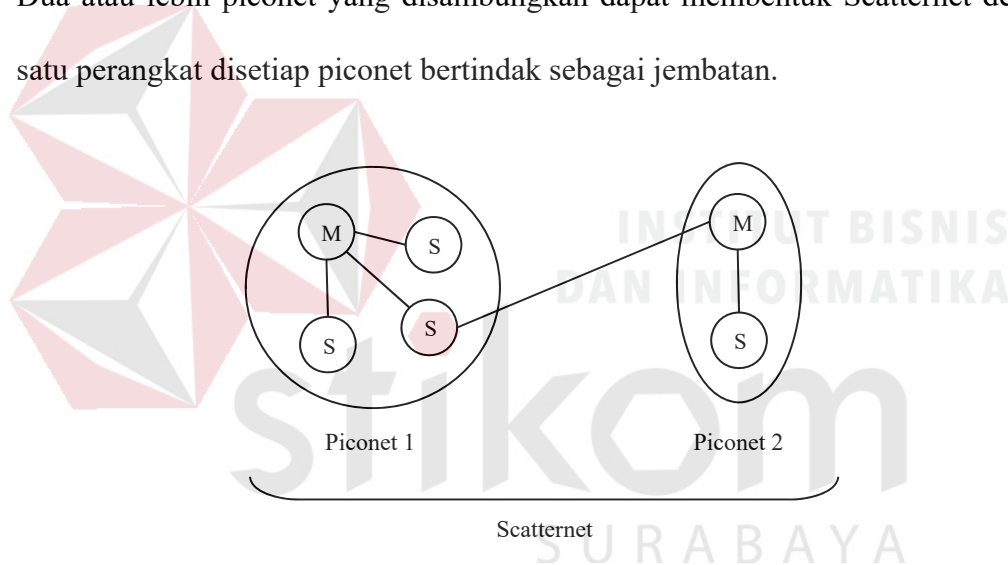 Dua atau lebih piconet yang disambungkan dapat membentuk Scatternet
satu perangkat disetiap piconet bertindak sebagai jembatan.
INSTITUT BISNIS
DAN INFORMATIKA
M
S
S
S
M
S
stikom
Piconet 1
Piconet 2
Scatternet
SURABAYA